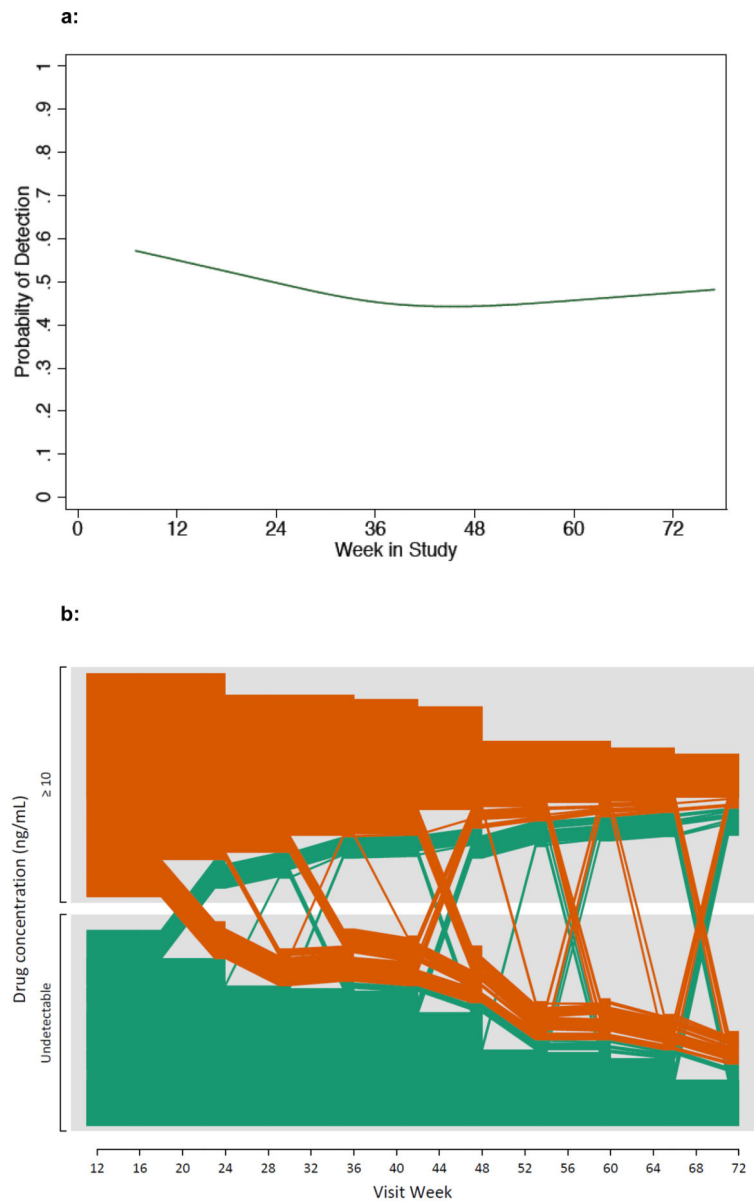 a:
1
.9
.8
.7
.6
.5
.4
.3
.2
.1
0
Probabilty of Detection
0 12 24 36 48 60 72
Week in Study
b:
Drug concentration (ng/mL)
≥ 10
Undetectable
12 16 20 24 28 32 36 40 44 48 52 56 60 64 68 72
Visit Week